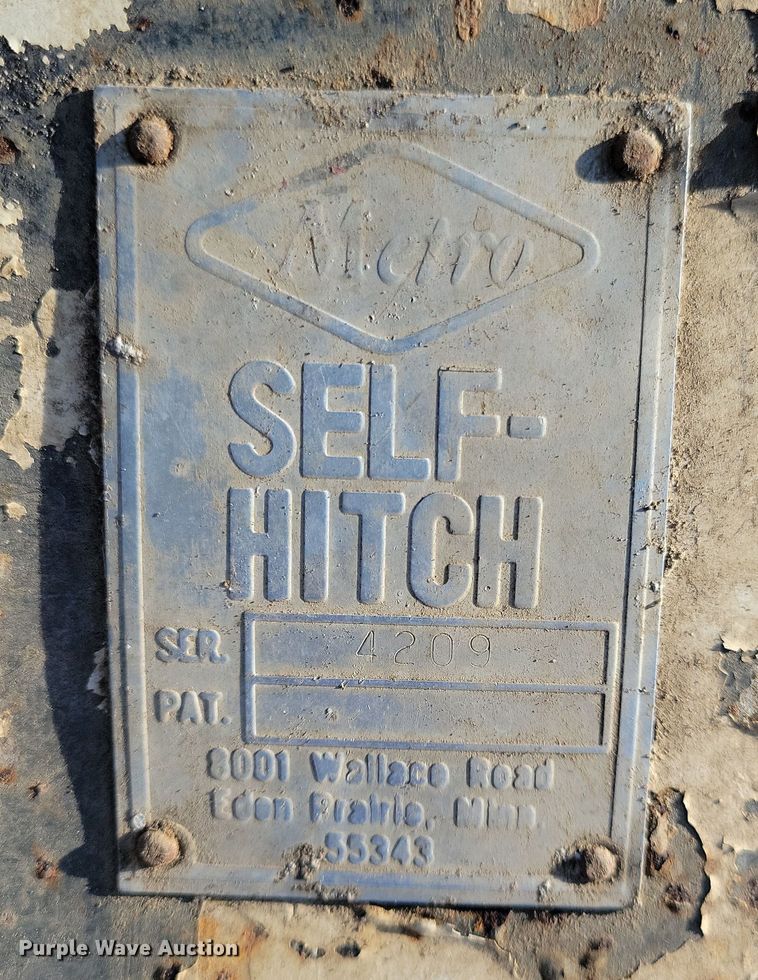 Metro
SELF-
HITCH
SER. 4209
PAT.
8001 Wallace Road
Eden Prairie, Minn.
55343
Purple Wave Auction